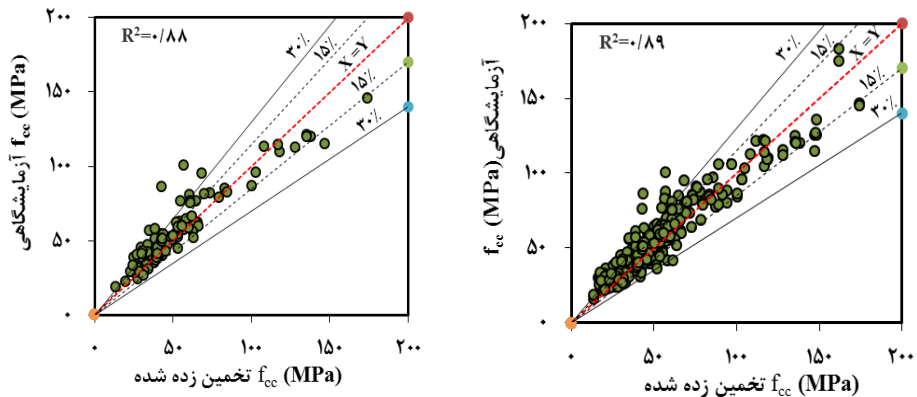 ۲۰۰
۱۵۰
۱۰۰
۵۰
۰
آزمایشگاهی f_cc (MPa)
R²=۰/۸۸
۳۰٪
۱۵٪
X=Y
۱۵٪
۳۰٪
۰ ۵۰ ۱۰۰ ۱۵۰ ۲۰۰
تخمین زده شده f_cc (MPa)
۲۰۰
۱۵۰
۱۰۰
۵۰
۰
f_cc (MPa)آزمایشگاهی
R²=۰/۸۹
۳۰٪
۱۵٪
X=Y
۱۵٪
۳۰٪
۰ ۵۰ ۱۰۰ ۱۵۰ ۲۰۰
تخمین زده شده f_cc (MPa)